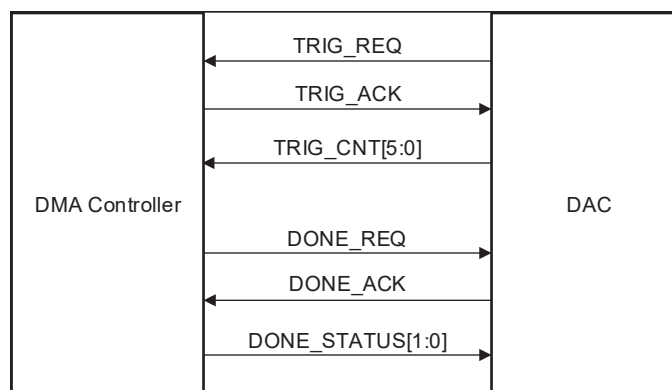 TRIG_REQ
TRIG_ACK
TRIG_CNT[5:0]
DMA Controller
DAC
DONE_REQ
DONE_ACK
DONE_STATUS[1:0]